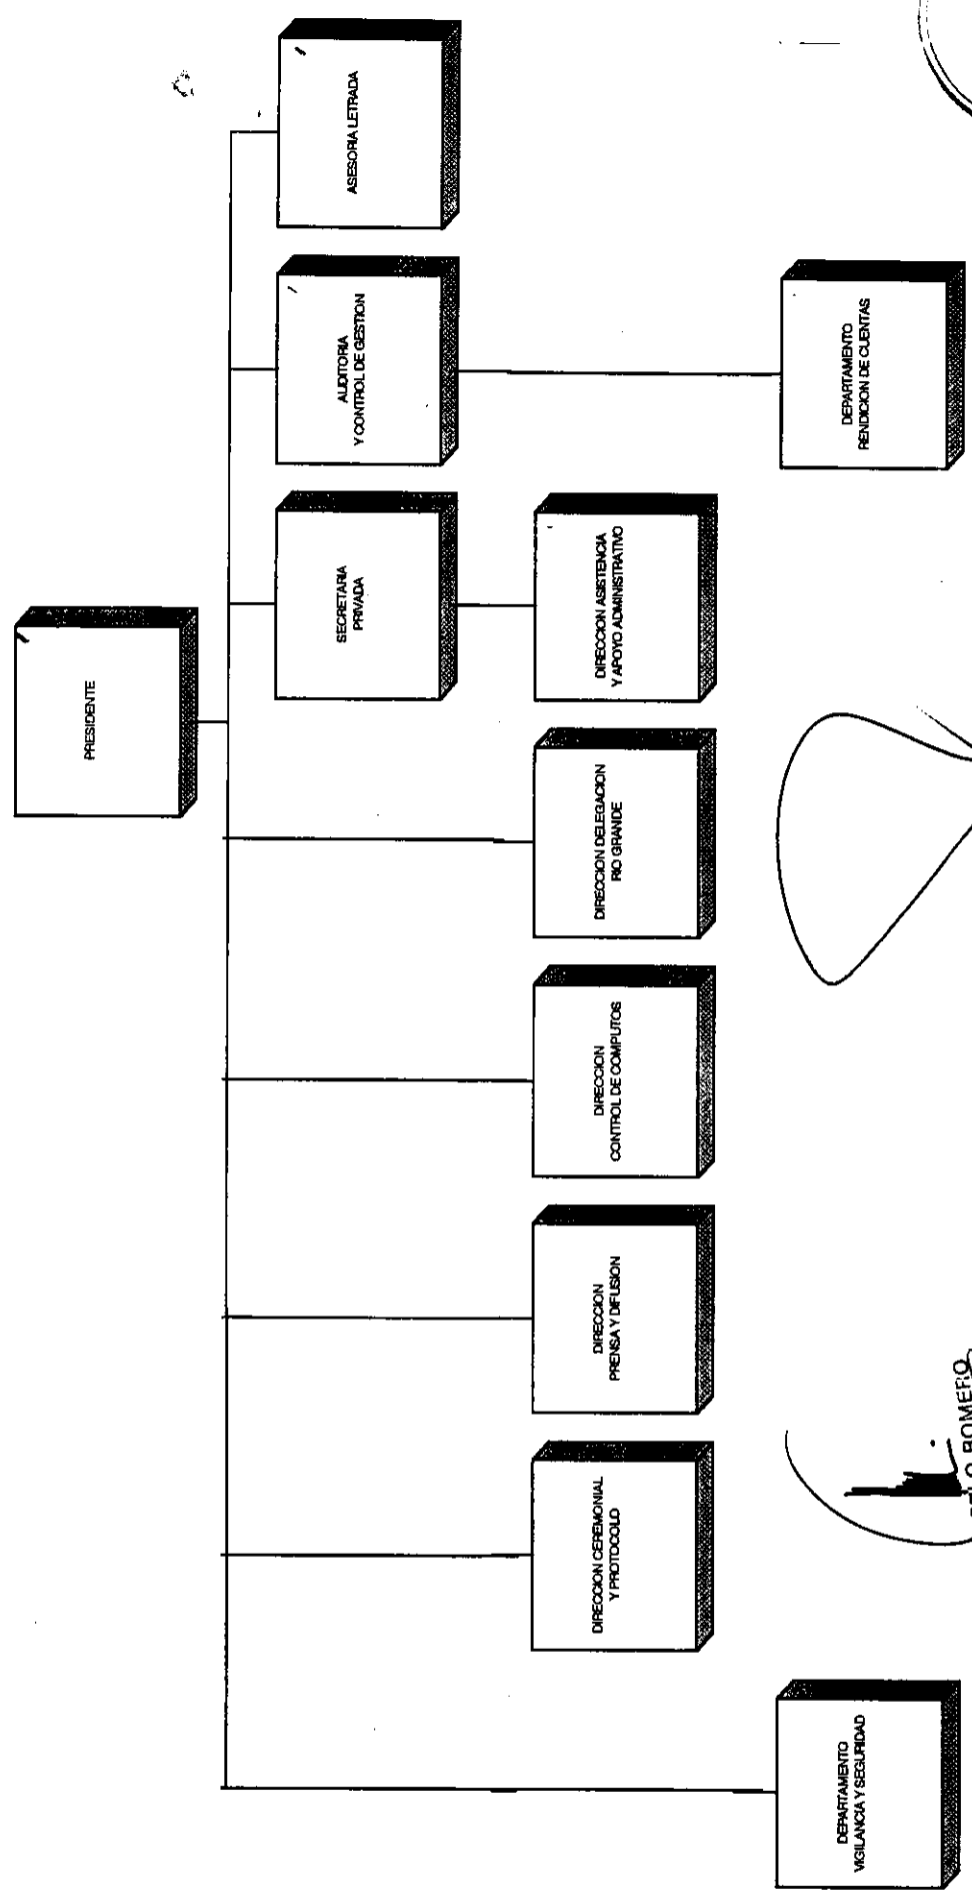 PRESIDENTE
DEPARTAMENTO
VIGILANCIA Y SEGURIDAD
DIRECCION CEREMONIAL
Y PROTOCOLO
DIRECCION
PRENSA Y DIFUSION
DIRECCION
CONTROL DE COMPUTOS
DIRECCION DELEGACION
RIO GRANDE
SECRETARIA
PRIVADA
DIRECCION ASISTENCIA
Y APOYO ADMINISTRATIVO
AUDITORIA
Y CONTROL DE GESTION
DEPARTAMENTO
RENDICION DE CUENTAS
ASESORIA LETRADA
ROMERO